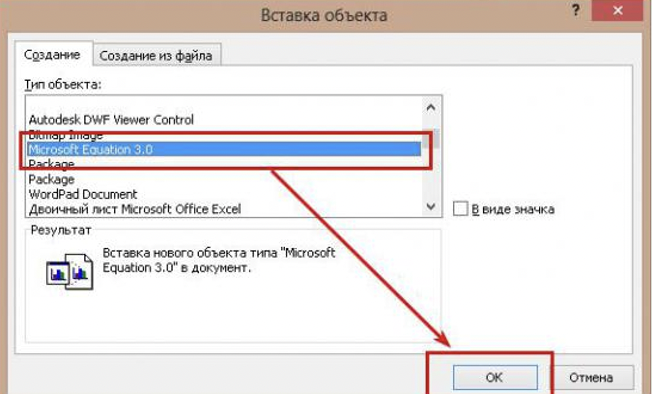 Вставка объекта
?
Создание
Создание из файла
Тип объекта:
Autodesk DWF Viewer Control
Bitmap Image
Microsoft Equation 3.0
Package
Package
WordPad Document
Двоичный лист Microsoft Office Excel
В виде значка
Результат
Вставка нового объекта типа "Microsoft
Equation 3.0" в документ.
OK
Отмена